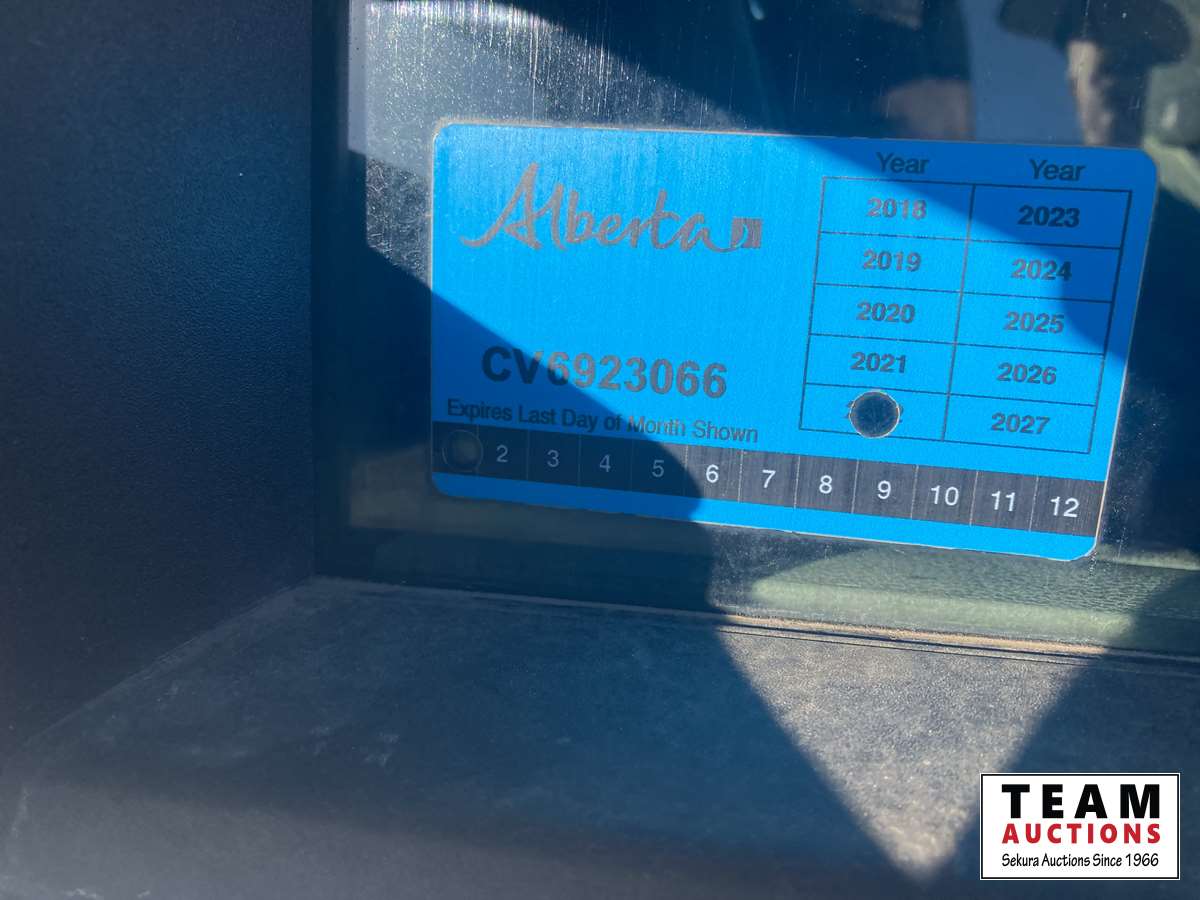 Alberta
Year Year
2018 2023
2019 2024
2020 2025
2021 2026
2027
CV6923066
Expires Last Day of Month Shown
2 3 4 5 6 7 8 9 10 11 12
TEAM
AUCTIONS
Sekura Auctions Since 1966